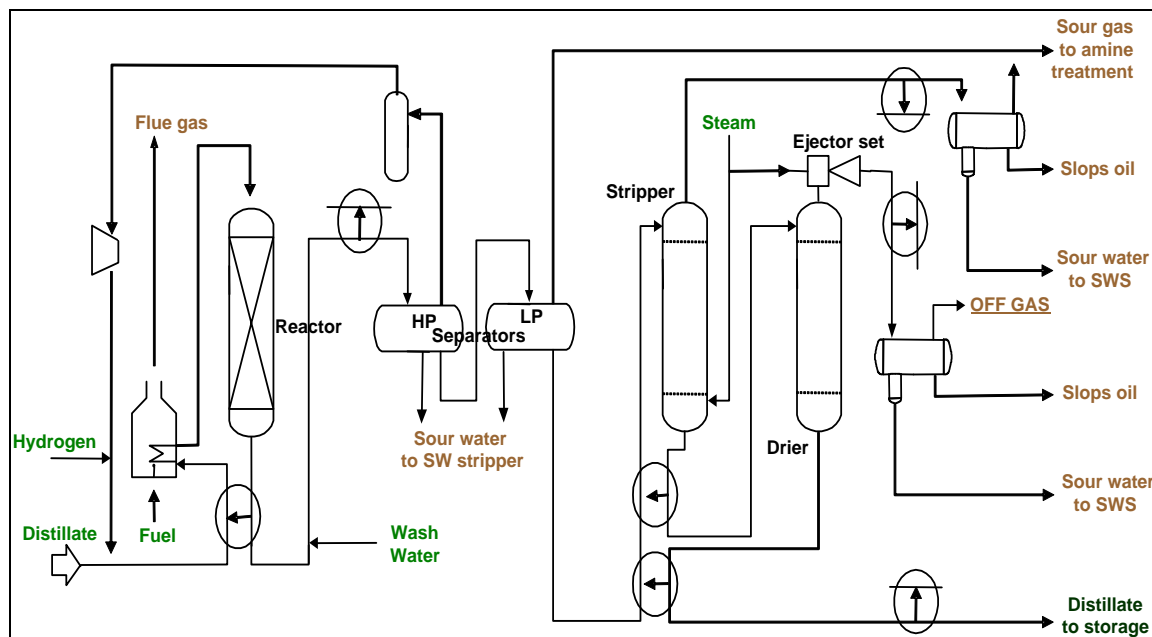 Sour gas
to amine
treatment
Flue gas
Steam
Ejector set
Slops oil
Stripper
Sour water
to SWS
HP
LP
OFF GAS
Reactor
Separators
Slops oil
Hydrogen
Sour water
to SW stripper
Drier
Sour water
to SWS
Distillate
Fuel
Wash
Water
Distillate
to storage